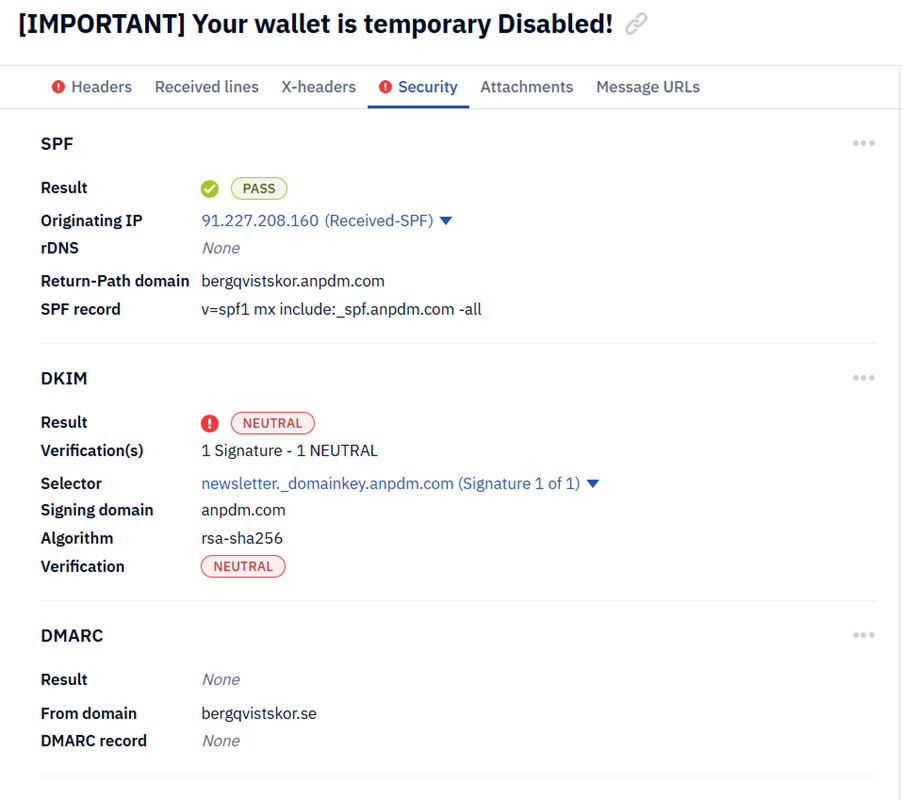 [IMPORTANT] Your wallet is temporary Disabled!
Headers Received lines X-headers Security Attachments Message URLs
SPF
Result PASS
Originating IP 91.227.208.160 (Received-SPF)
rDNS None
Return-Path domain bergqvistskor.anpdm.com
SPF record v=spf1 mx include:_spf.anpdm.com -all
DKIM
Result NEUTRAL
Verification(s) 1 Signature - 1 NEUTRAL
Selector newsletter._domainkey.anpdm.com (Signature 1 of 1)
Signing domain anpdm.com
Algorithm rsa-sha256
Verification NEUTRAL
DMARC
Result None
From domain bergqvistskor.se
DMARC record None